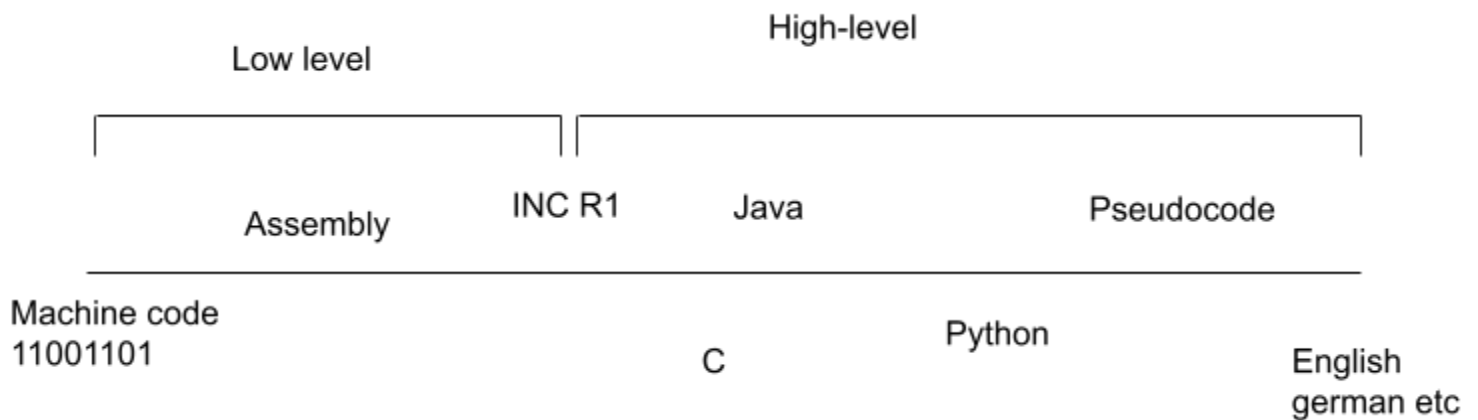 High-level
Low level
INC R1
Java
Pseudocode
Assembly
Machine code
11001101
Python
C
English
german etc